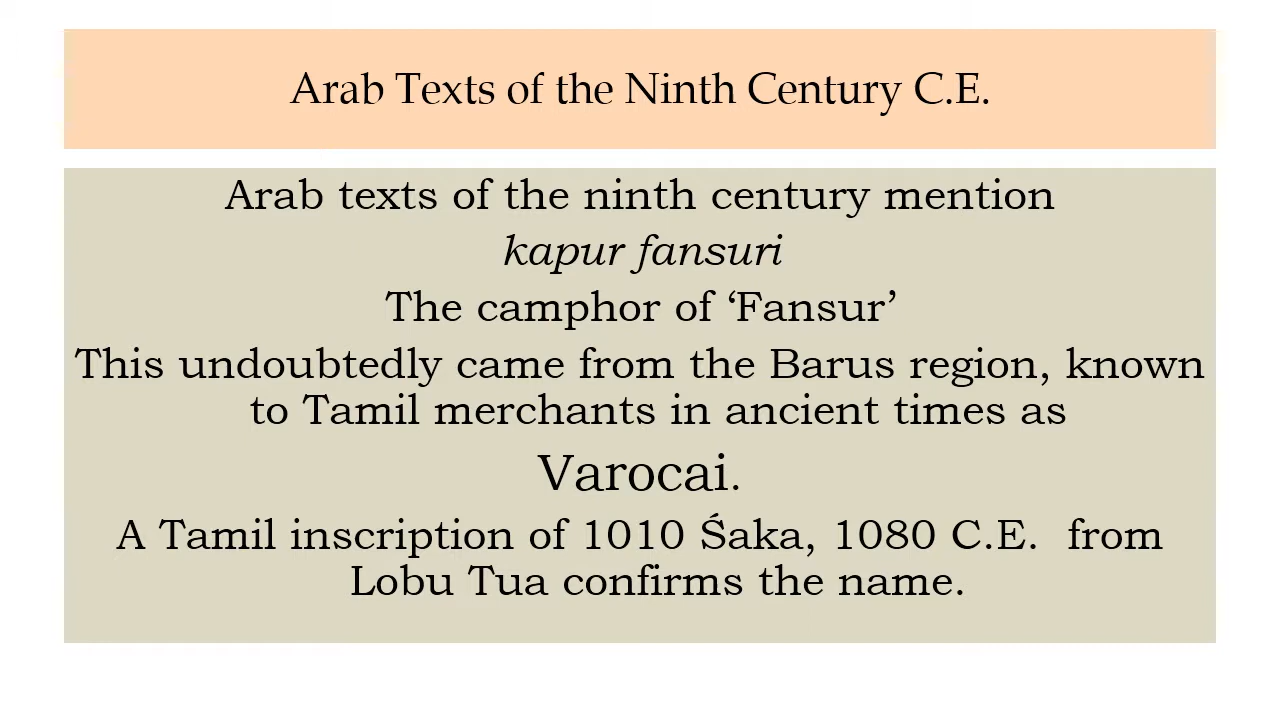 Arab Texts of the Ninth Century C.E.
Arab texts of the ninth century mention
kapur fansuri
The camphor of ‘Fansur’
This undoubtedly came from the Barus region, known
to Tamil merchants in ancient times as
Varocai.
A Tamil inscription of 1010 Śaka, 1080 C.E.  from
Lobu Tua confirms the name.